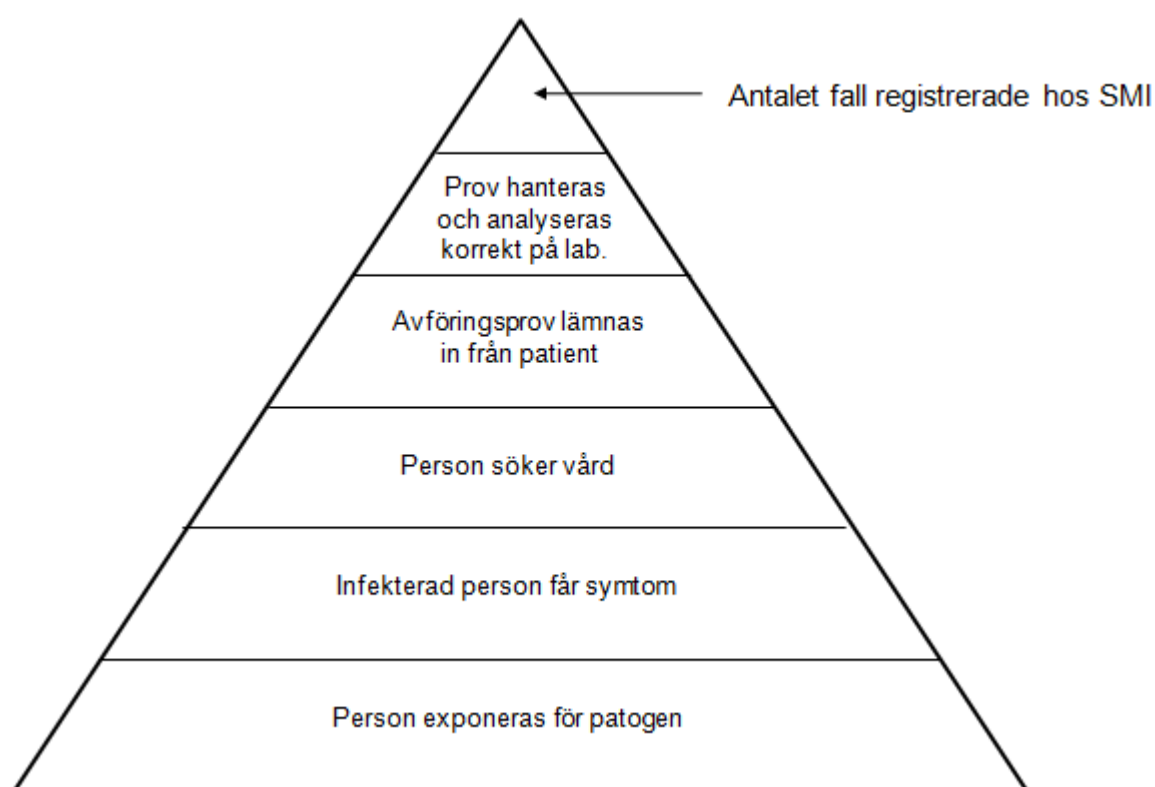 Antalet fall registrerade hos SMI
Prov hanteras
och analyseras
korrekt på lab.
Avföringsprov lämnas
in från patient
Person söker vård
Infekterad person får symtom
Person exponeras för patogen